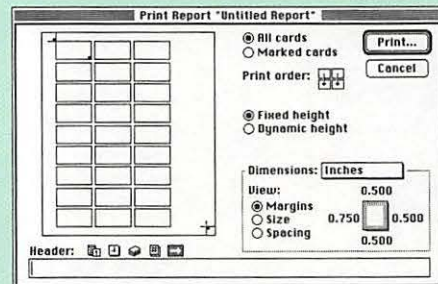 Print Report "Untitled Report"
All cards
Marked cards
Print order:
Print...
Cancel
Fixed height
Dynamic height
Dimensions: Inches
View:
Margins
Size
Spacing
0.500
0.750
0.500
0.500
Header: